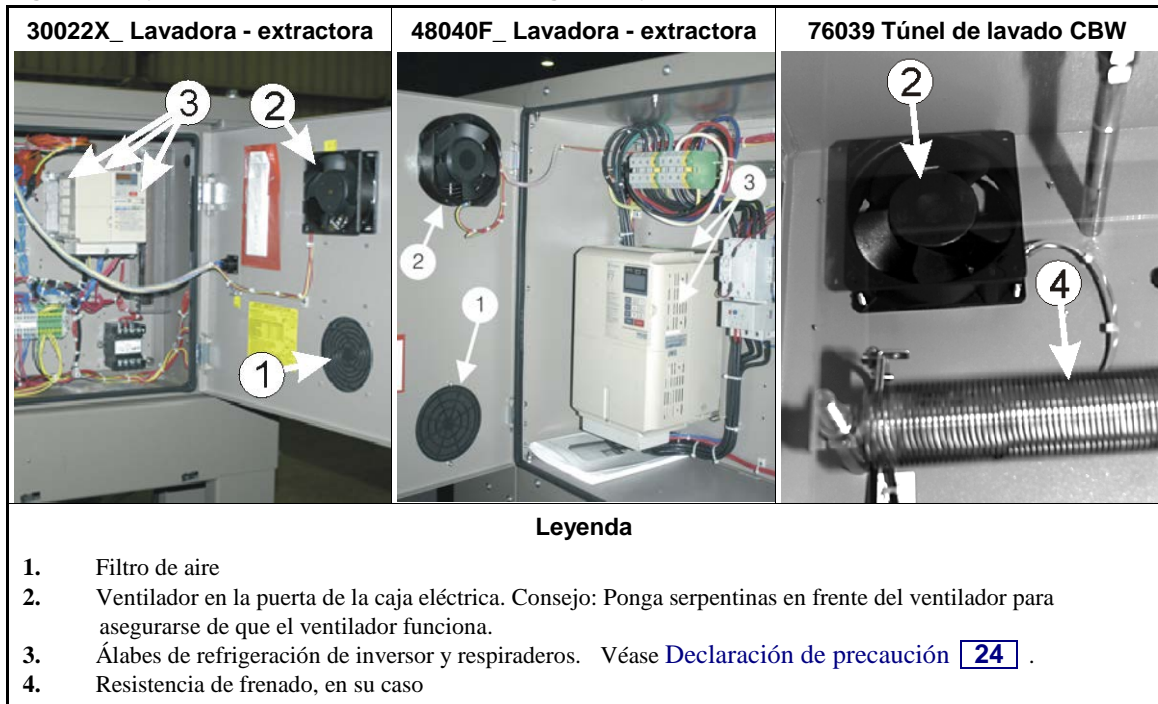 30022X_ Lavadora - extractora
48040F_ Lavadora - extractora
76039 Túnel de lavado CBW
3
2
1
3
2
1
2
4
Leyenda
1. Filtro de aire
2. Ventilador en la puerta de la caja eléctrica. Consejo: Ponga serpentinas en frente del ventilador para
asegurarse de que el ventilador funciona.
3. Álabes de refrigeración de inversor y respiraderos. Véase Declaración de precaución 24 .
4. Resistencia de frenado, en su caso